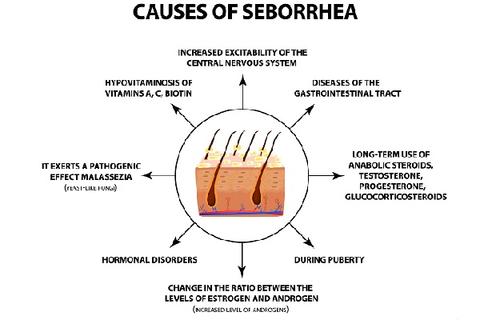 CAUSES OF SEBORRHEA
INCREASED EXCITABILITY OF THE
CENTRAL NERVOUS SYSTEM
HYPOVITAMINOSIS OF
VITAMINS A, C, BIOTIN
DISEASES OF THE
GASTROINTESTINAL TRACT
IT EXERTS A PATHOGENIC
EFFECT MALASSEZIA
(YEAST-LIKE FUNGI)
LONG-TERM USE OF
ANABOLIC STEROIDS,
TESTOSTERONE,
PROGESTERONE,
GLUCOCORTICOSTEROIDS
HORMONAL DISORDERS
DURING PUBERTY
CHANGE IN THE RATIO BETWEEN THE
LEVELS OF ESTROGEN AND ANDROGEN
(INCREASED LEVEL OF ANDROGENS)